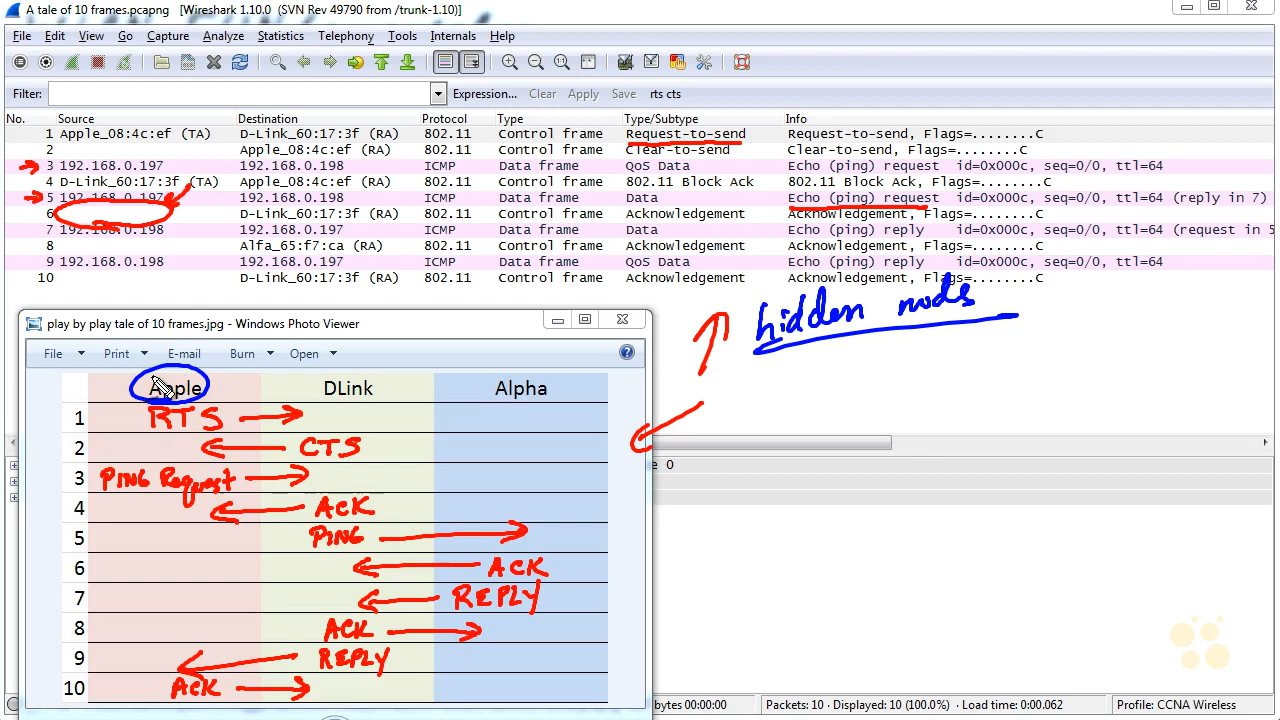 A tale of 10 frames.pcapng [Wireshark 1.10.0 (SVN Rev 49790 from /trunk-1.10)]
File Edit View Go Capture Analyze Statistics Telephony Tools Internals Help
Filter: Expression... Clear Apply Save rts cts
No. Source Destination Protocol Type Type/Subtype Info
1 Apple_08:4c:ef (TA) D-Link_60:17:3f (RA) 802.11 Control frame Request-to-send Request-to-send, Flags=........C
2 Apple_08:4c:ef (RA) 802.11 Control frame Clear-to-send Clear-to-send, Flags=........C
3 192.168.0.197 192.168.0.198 ICMP Data frame QoS Data Echo (ping) request id=0x000c, seq=0/0, ttl=64
4 D-Link_60:17:3f (TA) Apple_08:4c:ef (RA) 802.11 Control frame 802.11 Block Ack 802.11 Block Ack, Flags=........C
5 192.168.0.197 192.168.0.198 ICMP Data frame Data Echo (ping) request id=0x000c, seq=0/0, ttl=64 (reply in 7)
6 D-Link_60:17:3f (RA) 802.11 Control frame Acknowledgement Acknowledgement, Flags=........C
7 192.168.0.198 192.168.0.197 ICMP Data frame Data Echo (ping) reply id=0x000c, seq=0/0, ttl=64 (request in 5
8 Alfa_65:f7:ca (RA) 802.11 Control frame Acknowledgement Acknowledgement, Flags=........C
9 192.168.0.198 192.168.0.197 ICMP Data frame QoS Data Echo (ping) reply id=0x000c, seq=0/0, ttl=64
10 D-Link_60:17:3f (RA) 802.11 Control frame Acknowledgement Acknowledgement, Flags=........C
hidden node
play by play tale of 10 frames.jpg - Windows Photo Viewer
File Print E-mail Burn Open
Apple DLink Alpha
1 RTS
2 CTS
3 PING Request
4 ACK
5 PING
6 ACK
7 REPLY
8 ACK
9 REPLY
10 ACK
e 0
bytes 00:00:00 Packets: 10 · Displayed: 10 (100.0%) · Load time: 0:00.062 Profile: CCNA Wireless